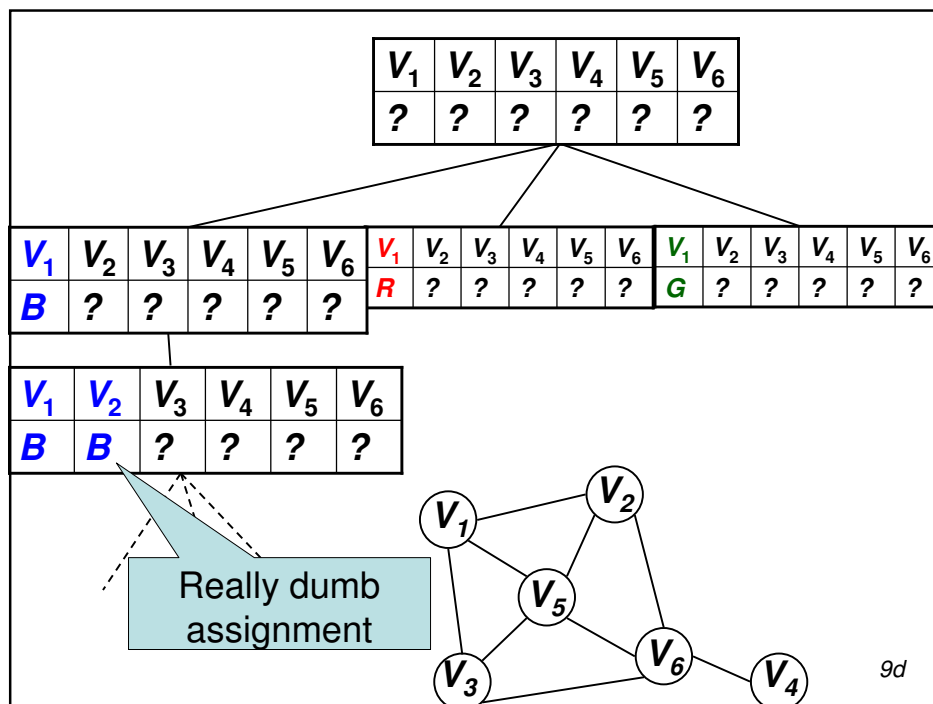 V1 V2 V3 V4 V5 V6
? ? ? ? ? ?
V1 V2 V3 V4 V5 V6
B ? ? ? ? ?
V1 V2 V3 V4 V5 V6
R ? ? ? ? ?
V1 V2 V3 V4 V5 V6
G ? ? ? ? ?
V1 V2 V3 V4 V5 V6
B B ? ? ? ?
Really dumb
assignment
V1
V2
V5
V3
V6
V4
9d